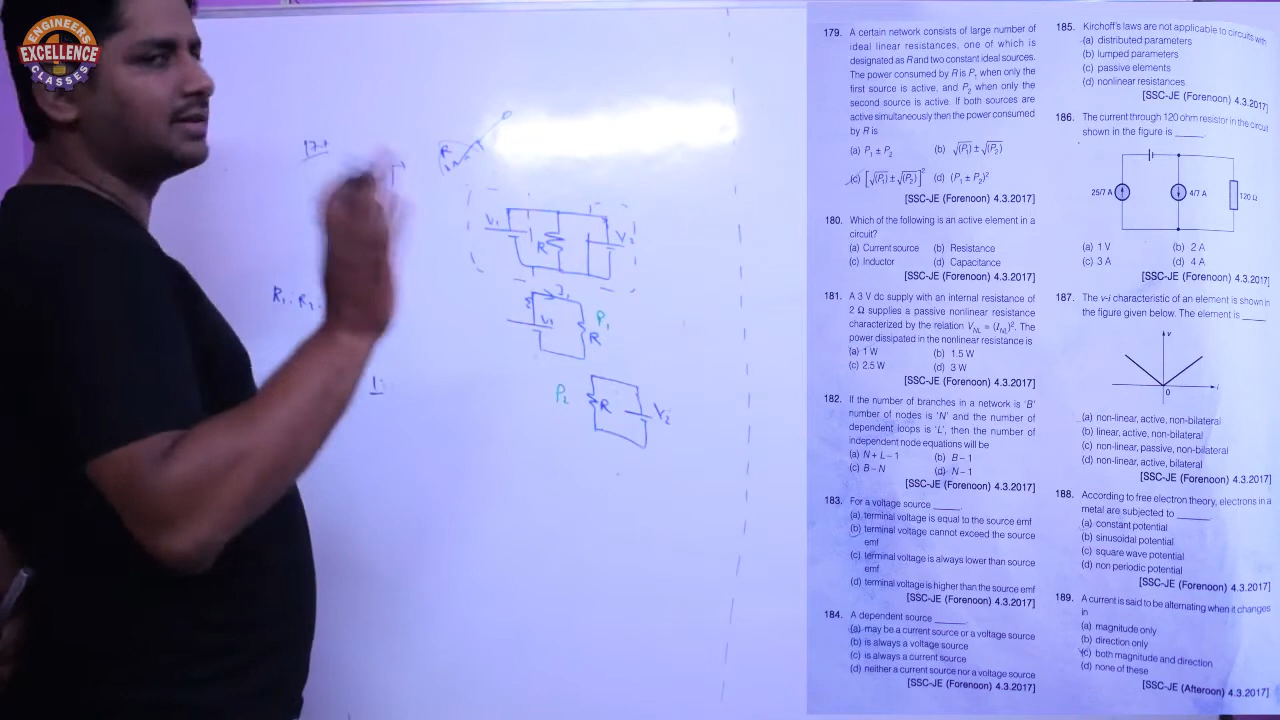 ENGINEERS
EXCELLENCE
CLASSES
R
V₁
R
V₂
V₁
P₁
R
P₂
R
V₂
179. A certain network consists of large number of
ideal linear resistances, one of which is
designated as R and two constant ideal sources.
The power consumed by R is P₁ when only the
first source is active, and P₂ when only the
second source is active. If both sources are
active simultaneously then the power consumed
by R is
(a) P₁ ± P₂ (b) √(P₁) ± √(P₂)
(c) [√(P₁) ± √(P₂)]² (d) (P₁ ± P₂)²
[SSC-JE (Forenoon) 4.3.2017]
180. Which of the following is an active element in a
circuit?
(a) Current source (b) Resistance
(c) Inductor (d) Capacitance
[SSC-JE (Forenoon) 4.3.2017]
181. A 3 V dc supply with an internal resistance of
2 Ω supplies a passive nonlinear resistance
characterized by the relation V_NL = (I_NL)². The
power dissipated in the nonlinear resistance is
(a) 1 W (b) 1.5 W
(c) 2.5 W (d) 3 W
[SSC-JE (Forenoon) 4.3.2017]
182. If the number of branches in a network is 'B'
number of nodes is 'N' and the number of
dependent loops is 'L', then the number of
independent node equations will be
(a) N + L – 1 (b) B – 1
(c) B – N (d) N – 1
[SSC-JE (Forenoon) 4.3.2017]
183. For a voltage source _____.
(a) terminal voltage is equal to the source emf
(b) terminal voltage cannot exceed the source
emf
(c) terminal voltage is always lower than source
emf
(d) terminal voltage is higher than the source emf
[SSC-JE (Forenoon) 4.3.2017]
184. A dependent source _____.
(a) may be a current source or a voltage source
(b) is always a voltage source
(c) is always a current source
(d) neither a current source nor a voltage source
[SSC-JE (Forenoon) 4.3.2017]
185. Kirchoff's laws are not applicable to circuits with
(a) distributed parameters
(b) lumped parameters
(c) passive elements
(d) nonlinear resistances
[SSC-JE (Forenoon) 4.3.2017]
186. The current through 120 ohm resistor in the circuit
shown in the figure is _____.
25/7 A
4/7 A
120 Ω
(a) 1 V (b) 2 A
(c) 3 A (d) 4 A
[SSC-JE (Forenoon) 4.3.2017]
187. The v-i characteristic of an element is shown in
the figure given below. The element is _____
v
i
0
(a) non-linear, active, non-bilateral
(b) linear, active, non-bilateral
(c) non-linear, passive, non-bilateral
(d) non-linear, active, bilateral
[SSC-JE (Forenoon) 4.3.2017]
188. According to free electron theory, electrons in a
metal are subjected to _____.
(a) constant potential
(b) sinusoidal potential
(c) square wave potential
(d) non periodic potential
[SSC-JE (Forenoon) 4.3.2017]
189. A current is said to be alternating when it changes
in
(a) magnitude only
(b) direction only
(c) both magnitude and direction
(d) none of these
[SSC-JE (Afteroon) 4.3.2017]